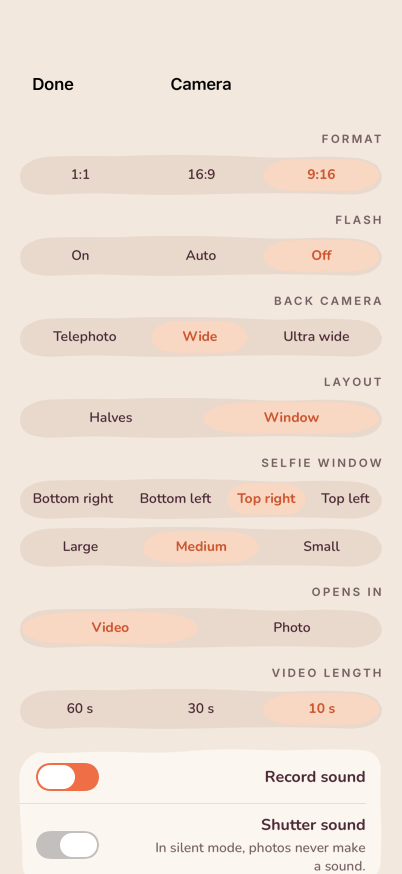 Done
Camera
FORMAT
1:1 16:9 9:16
FLASH
On Auto Off
BACK CAMERA
Telephoto Wide Ultra wide
LAYOUT
Halves Window
SELFIE WINDOW
Bottom right Bottom left Top right Top left
Large Medium Small
OPENS IN
Video Photo
VIDEO LENGTH
60 s 30 s 10 s
Record sound
Shutter sound
In silent mode, photos never make
a sound.